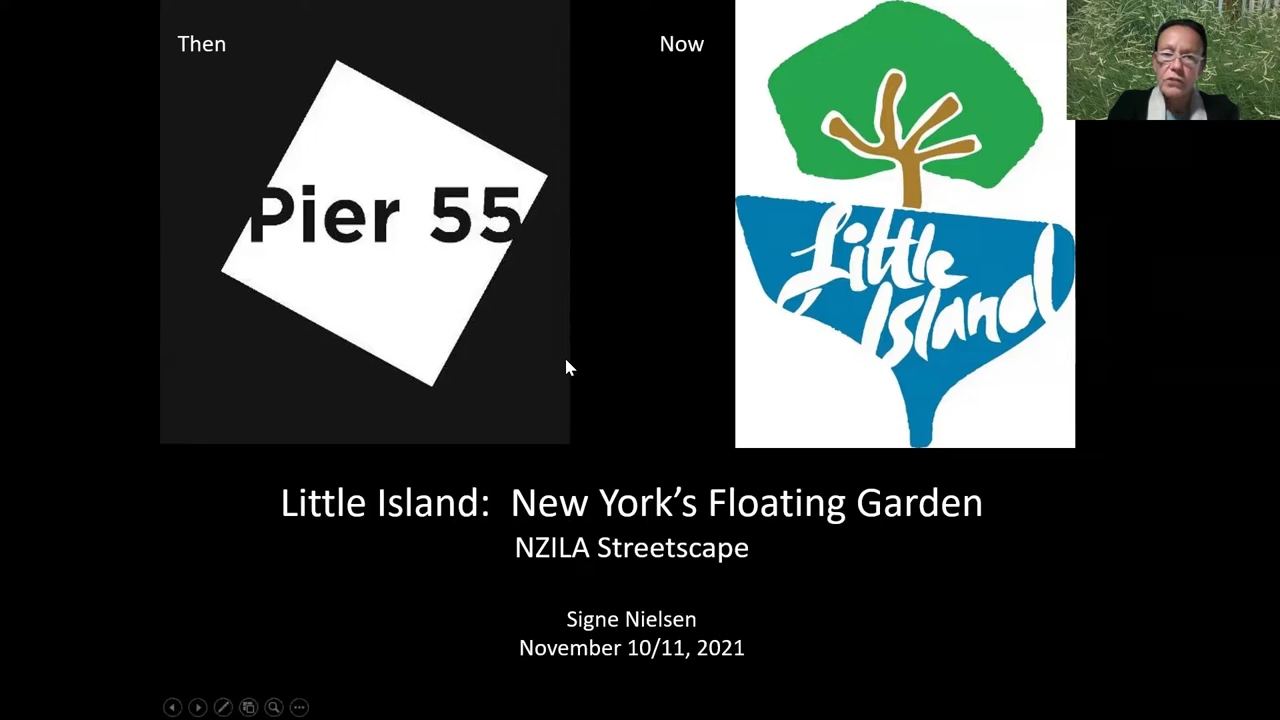 Then
Now
Pier 55
Little
Island
Little Island: New York’s Floating Garden
NZILA Streetscape
Signe Nielsen
November 10/11, 2021